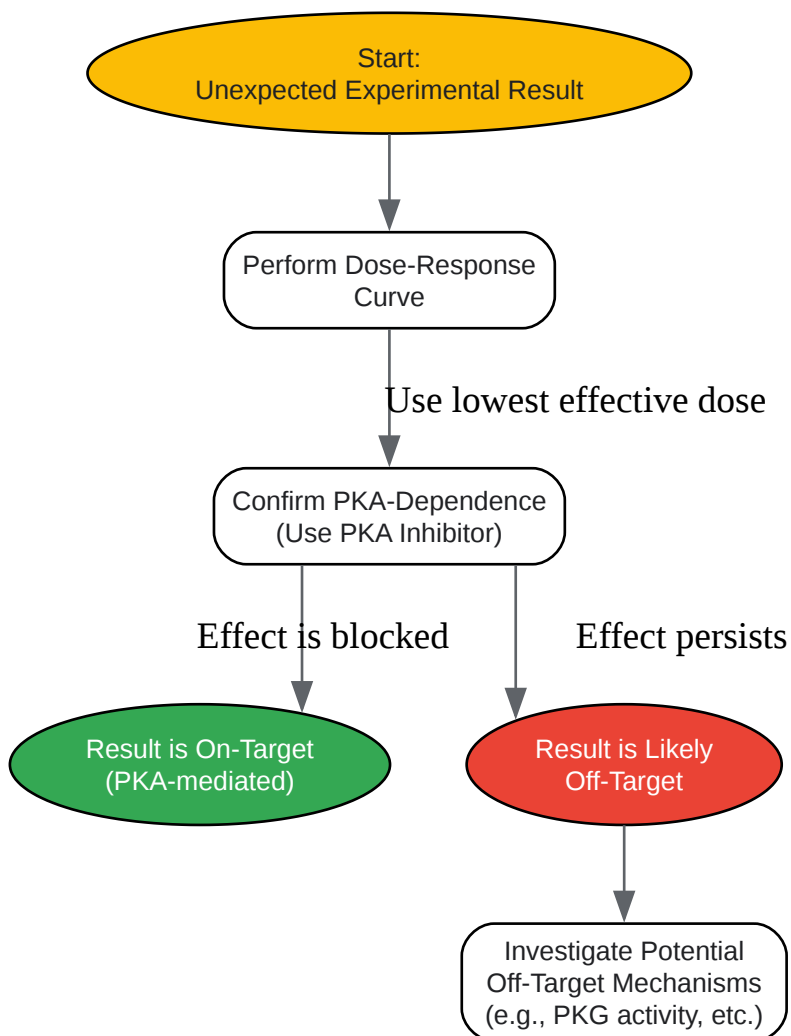 Start:
Unexpected Experimental Result
Perform Dose-Response
Curve
Use lowest effective dose
Confirm PKA-Dependence
(Use PKA Inhibitor)
Effect is blocked
Effect persists
Result is On-Target
(PKA-mediated)
Result is Likely
Off-Target
Investigate Potential
Off-Target Mechanisms
(e.g., PKG activity, etc.)